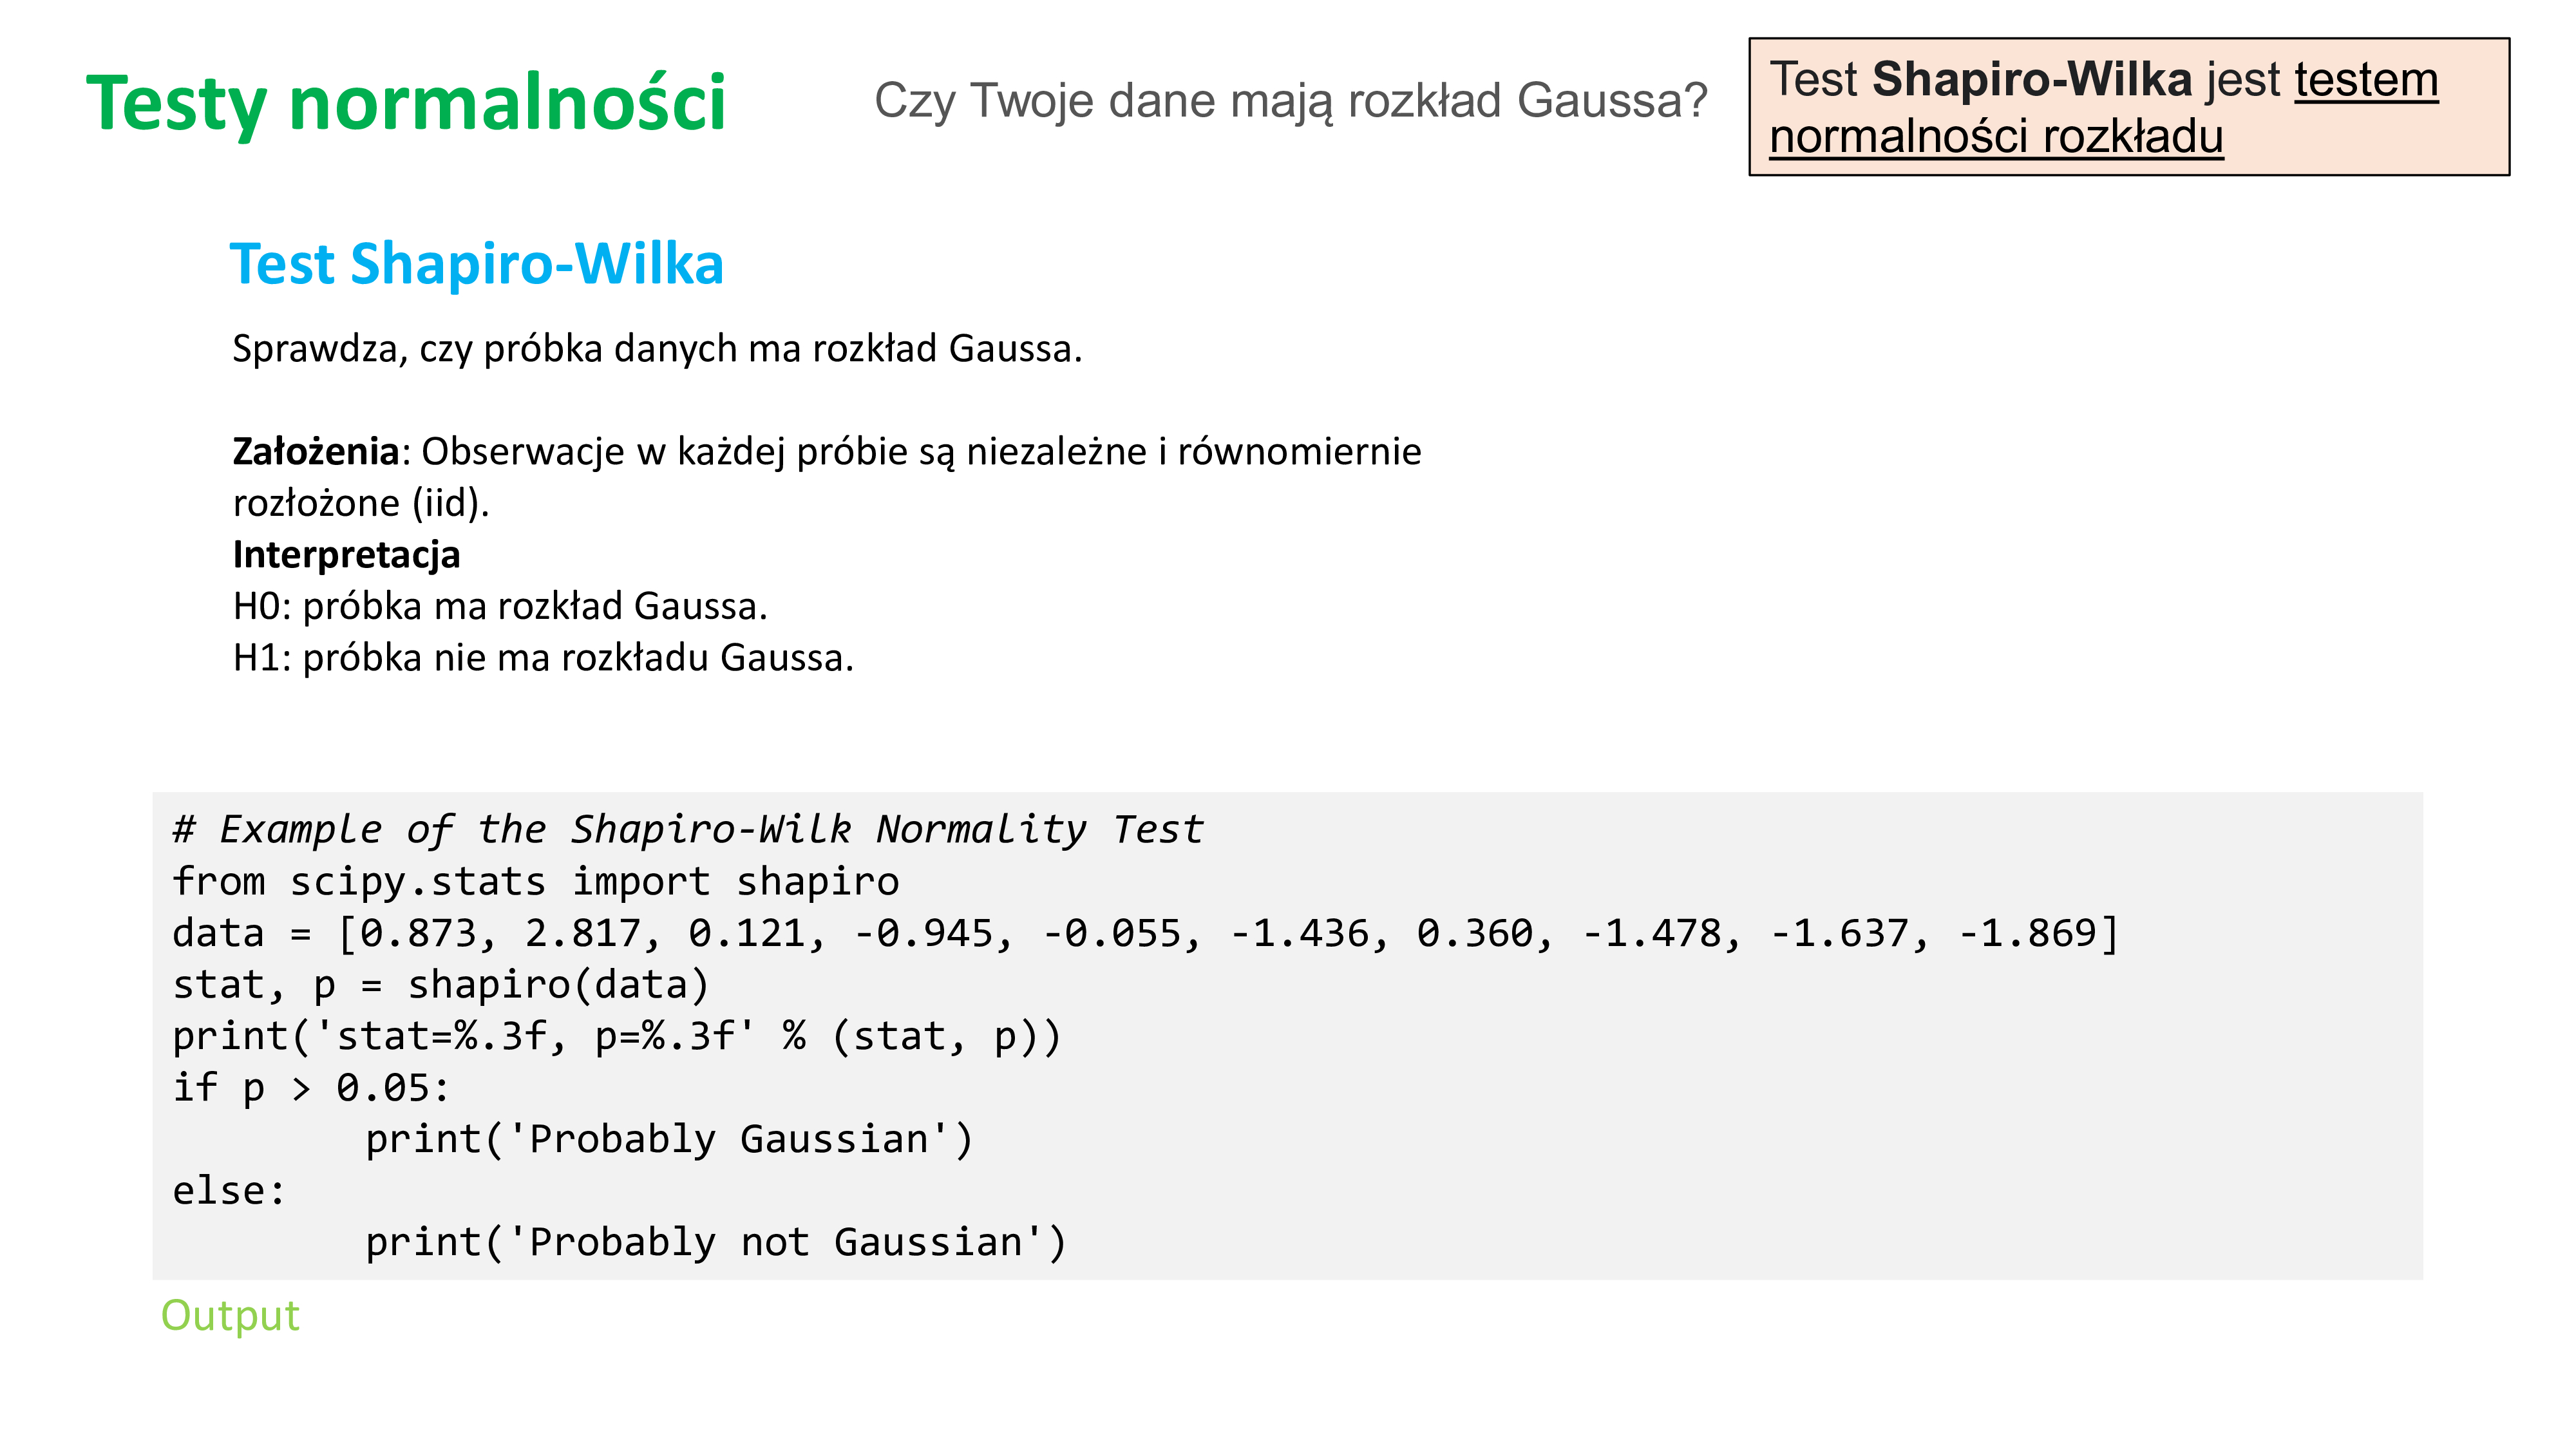 Testy normalności
Czy Twoje dane mają rozkład Gaussa?
Test Shapiro-Wilka jest testem
normalności rozkładu
Test Shapiro-Wilka
Sprawdza, czy próbka danych ma rozkład Gaussa.
Założenia: Obserwacje w każdej próbie są niezależne i równomiernie
rozłożone (iid).
Interpretacja
H0: próbka ma rozkład Gaussa.
H1: próbka nie ma rozkładu Gaussa.
# Example of the Shapiro-Wilk Normality Test
from scipy.stats import shapiro
data = [0.873, 2.817, 0.121, -0.945, -0.055, -1.436, 0.360, -1.478, -1.637, -1.869]
stat, p = shapiro(data)
print('stat=%.3f, p=%.3f' % (stat, p))
if p > 0.05:
print('Probably Gaussian')
else:
print('Probably not Gaussian')
Output